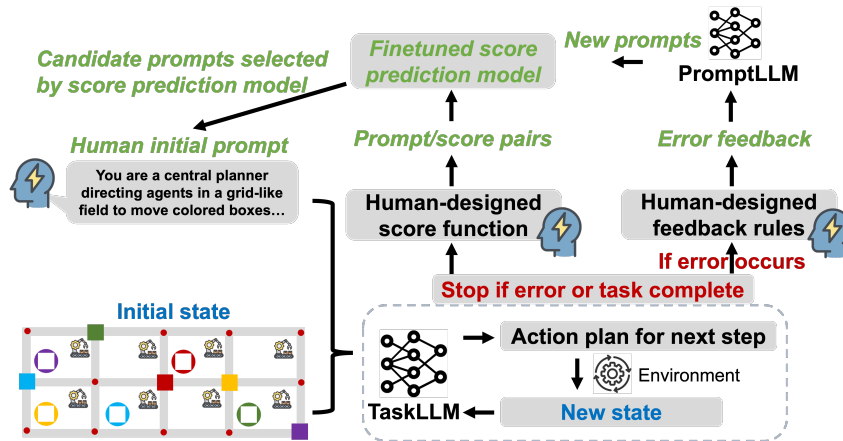 Candidate prompts selected
by score prediction model
Finetuned score
prediction model
New prompts
PromptLLM
Human initial prompt
Prompt/score pairs
Error feedback
You are a central planner
directing agents in a grid-like
field to move colored boxes…
Human-designed
score function
Human-designed
feedback rules
If error occurs
Stop if error or task complete
Initial state
Action plan for next step
Environment
TaskLLM
New state